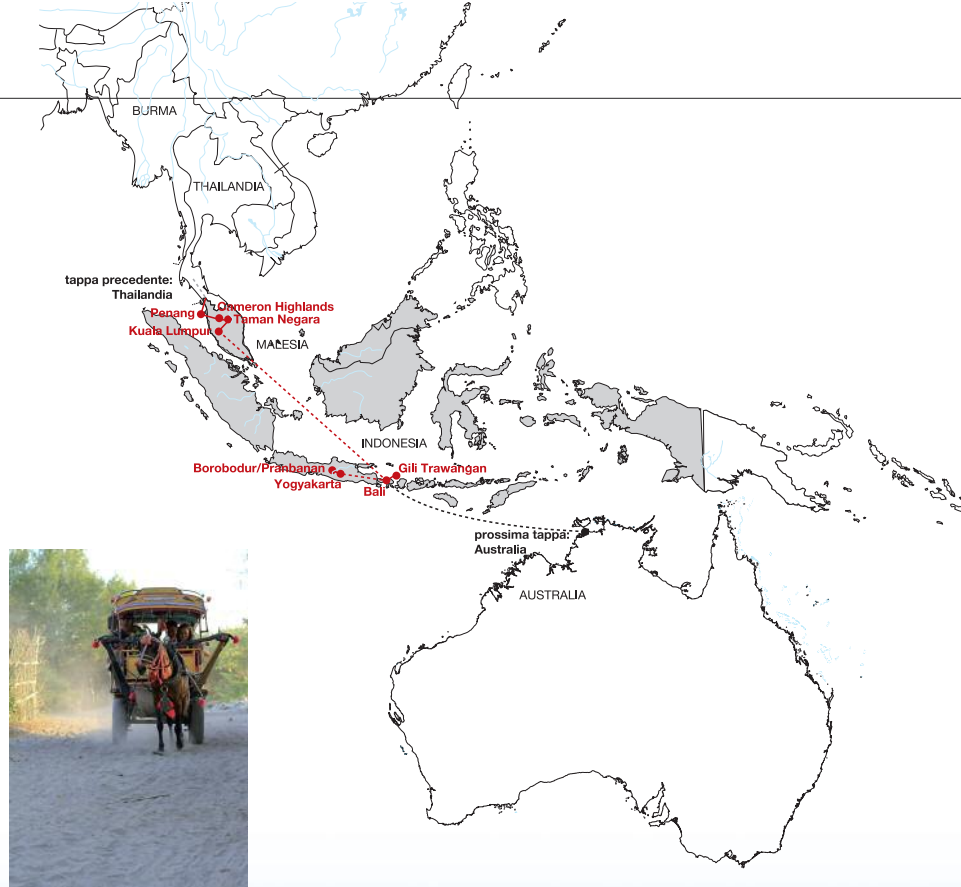 BURMA
THAILANDIA
tappa precedente:
Thailandia
Cameron Highlands
Penang
Taman Negara
Kuala Lumpur
MALESIA
INDONESIA
Borobodur/Pranbanan
Gili Trawangan
Yogyakarta
Bali
prossima tappa:
Australia
AUSTRALIA